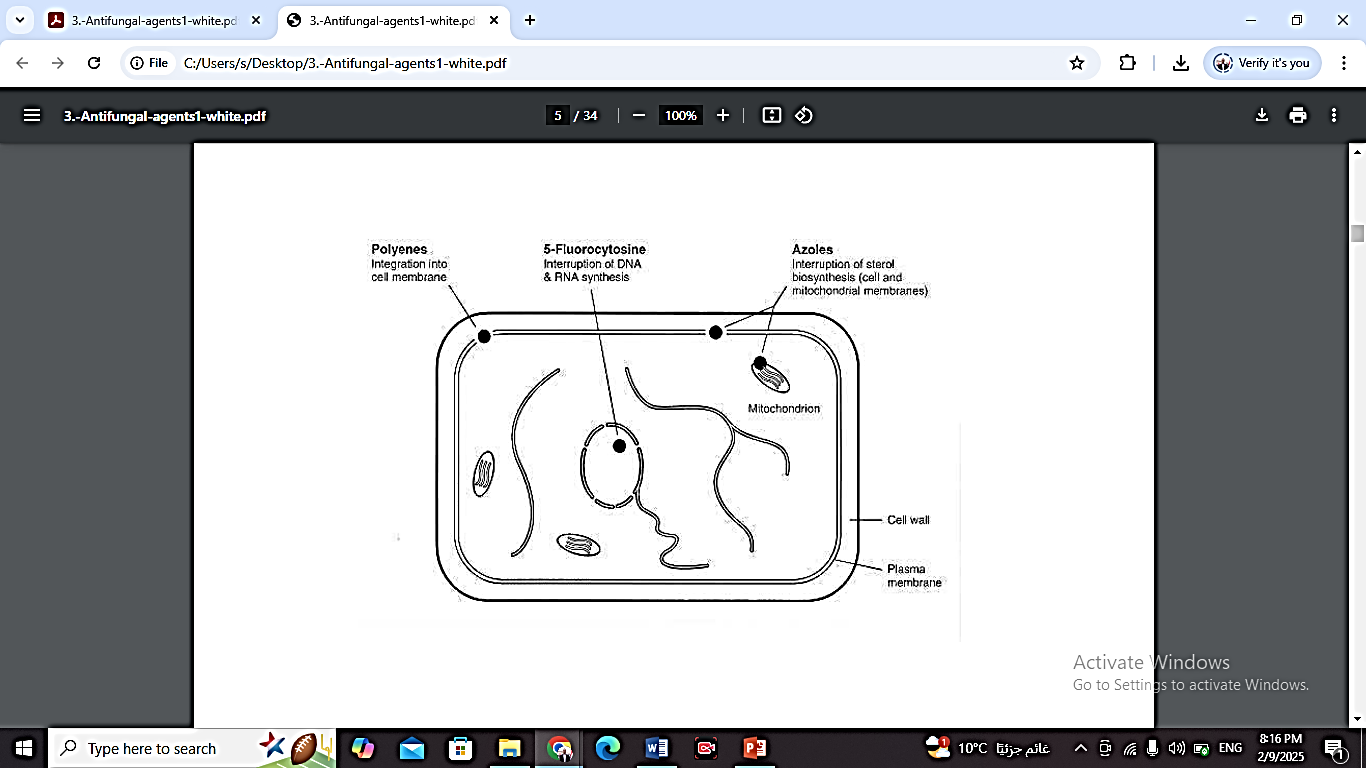 3.-Antifungal-agents1-white.pd
3.-Antifungal-agents1-white.pd
File
C:/Users/s/Desktop/3.-Antifungal-agents1-white.pdf
Verify it's you
3.-Antifungal-agents1-white.pdf
5 / 34
100%
Polyenes
Integration into
cell membrane
5-Fluorocytosine
Interruption of DNA
& RNA synthesis
Azoles
Interruption of sterol
biosynthesis (cell and
mitochondrial membranes)
Mitochondrion
Cell wall
Plasma
membrane
Activate Windows
Go to Settings to activate Windows.
Type here to search
1
10°C غائم جزئيًا
ENG
8:16 PM
2/9/2025
1